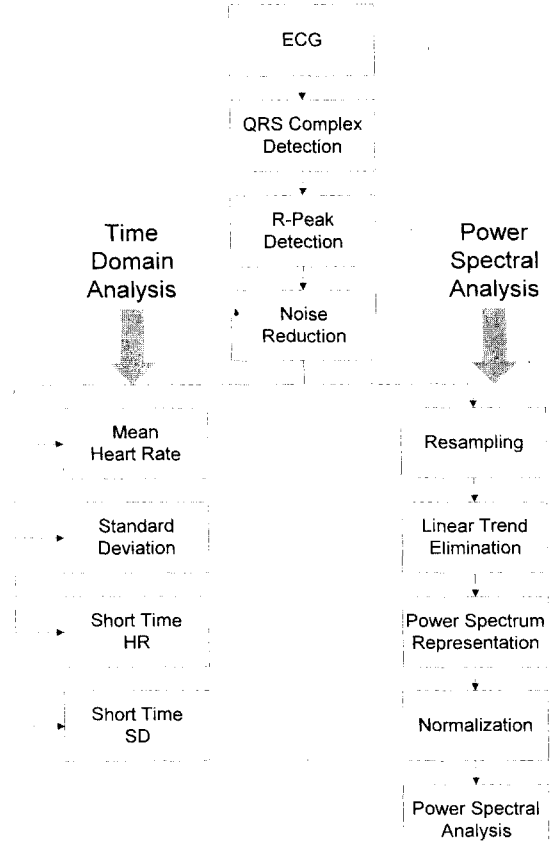 ECG
QRS Complex
Detection
R-Peak
Detection
Noise
Reduction
Time
Domain
Analysis
Power
Spectral
Analysis
Mean
Heart Rate
Standard
Deviation
Short Time
HR
Short Time
SD
Resampling
Linear Trend
Elimination
Power Spectrum
Representation
Normalization
Power Spectral
Analysis